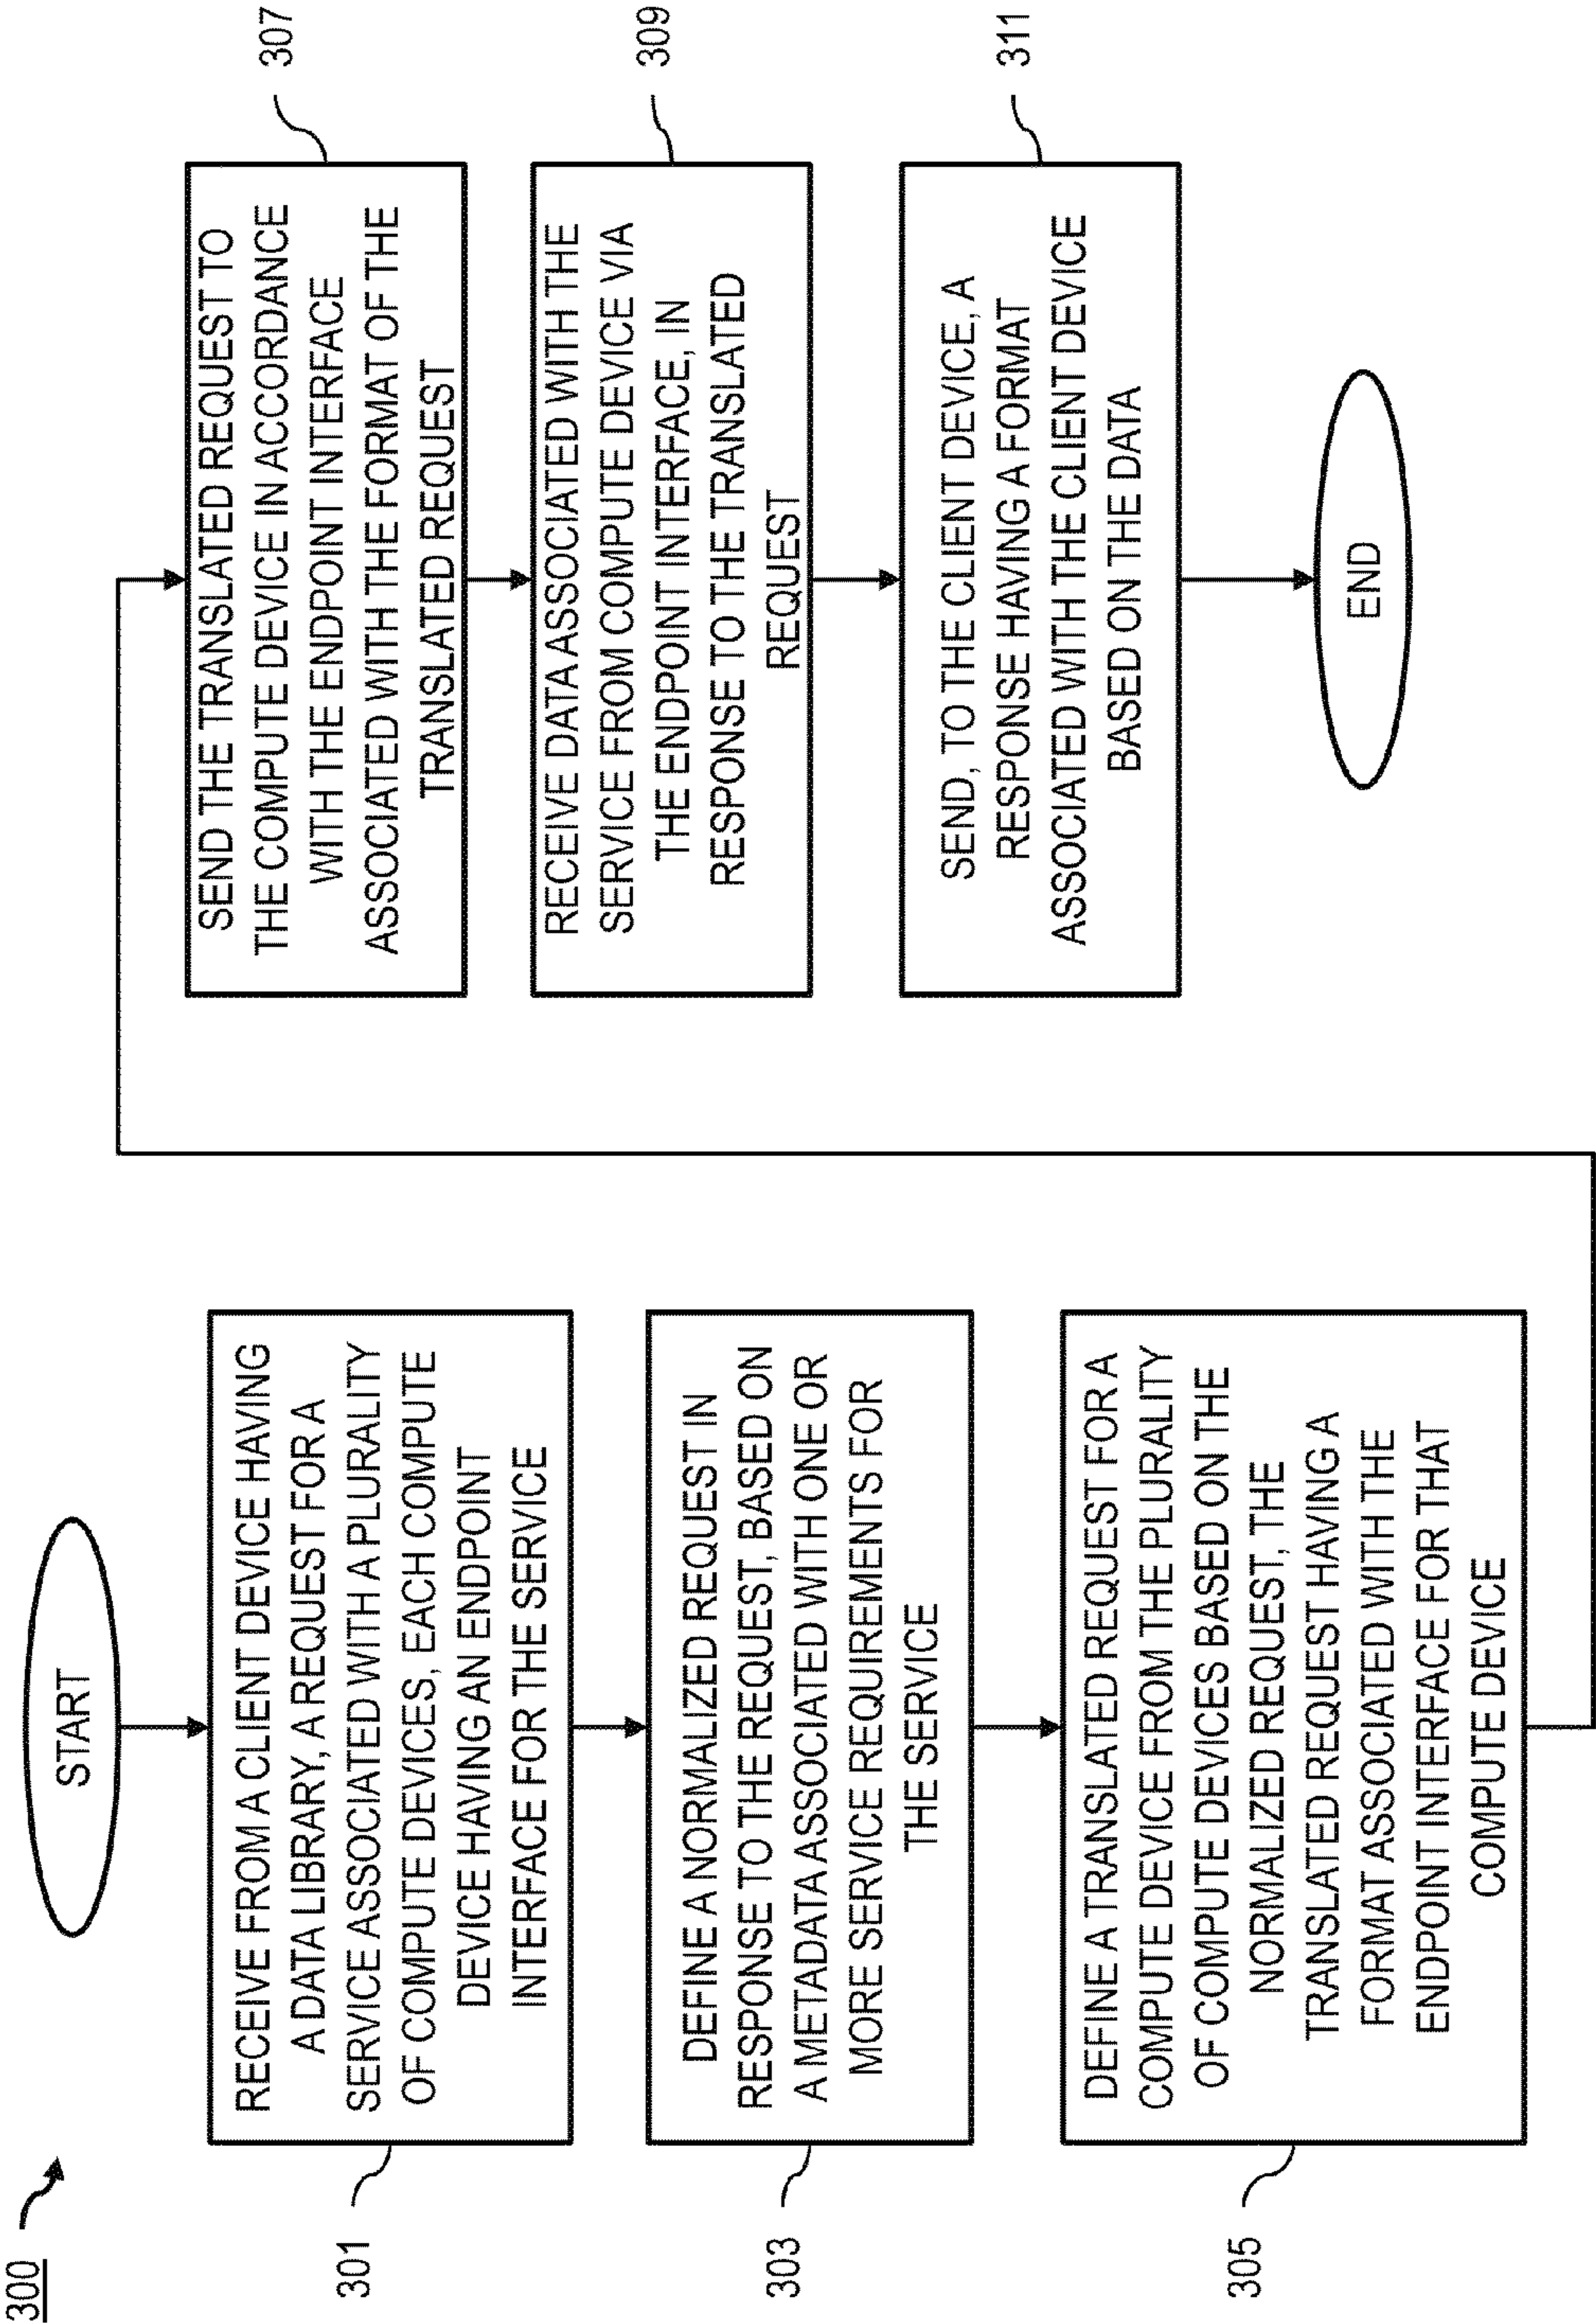 300
START
RECEIVE FROM A CLIENT DEVICE HAVING
A DATA LIBRARY, A REQUEST FOR A
SERVICE ASSOCIATED WITH A PLURALITY
OF COMPUTE DEVICES, EACH COMPUTE
DEVICE HAVING AN ENDPOINT
INTERFACE FOR THE SERVICE
301
DEFINE A NORMALIZED REQUEST IN
RESPONSE TO THE REQUEST, BASED ON
A METADATA ASSOCIATED WITH ONE OR
MORE SERVICE REQUIREMENTS FOR
THE SERVICE
303
DEFINE A TRANSLATED REQUEST FOR A
COMPUTE DEVICE FROM THE PLURALITY
OF COMPUTE DEVICES BASED ON THE
NORMALIZED REQUEST, THE
TRANSLATED REQUEST HAVING A
FORMAT ASSOCIATED WITH THE
ENDPOINT INTERFACE FOR THAT
COMPUTE DEVICE
305
SEND THE TRANSLATED REQUEST TO
THE COMPUTE DEVICE IN ACCORDANCE
WITH THE ENDPOINT INTERFACE
ASSOCIATED WITH THE FORMAT OF THE
TRANSLATED REQUEST
307
RECEIVE DATA ASSOCIATED WITH THE
SERVICE FROM COMPUTE DEVICE VIA
THE ENDPOINT INTERFACE, IN
RESPONSE TO THE TRANSLATED
REQUEST
309
SEND, TO THE CLIENT DEVICE, A
RESPONSE HAVING A FORMAT
ASSOCIATED WITH THE CLIENT DEVICE
BASED ON THE DATA
311
END